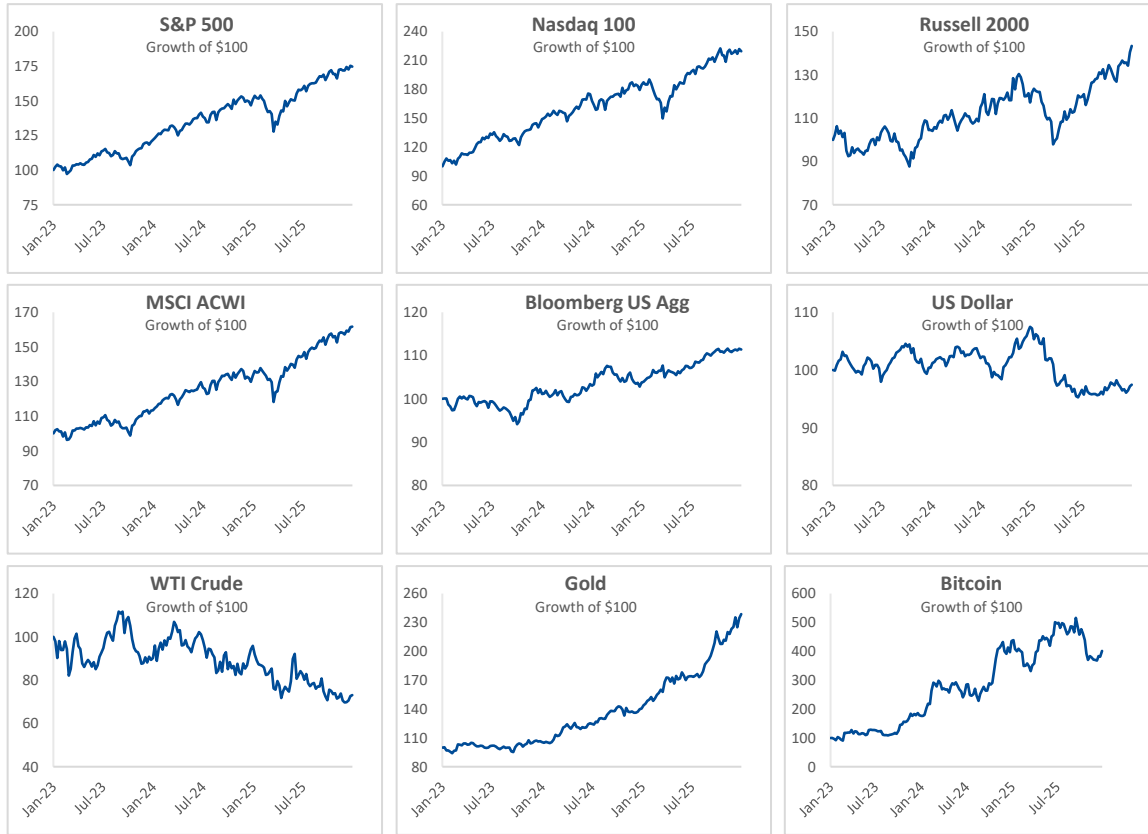 S&P 500
Growth of $100
200
175
150
125
100
75
Jan-23
Jul-23
Jan-24
Jul-24
Jan-25
Jul-25
Nasdaq 100
Growth of $100
240
220
200
180
160
140
120
100
80
60
Jan-23
Jul-23
Jan-24
Jul-24
Jan-25
Jul-25
Russell 2000
Growth of $100
150
130
110
90
70
Jan-23
Jul-23
Jan-24
Jul-24
Jan-25
Jul-25
MSCI ACWI
Growth of $100
170
150
130
110
90
70
Jan-23
Jul-23
Jan-24
Jul-24
Jan-25
Jul-25
Bloomberg US Agg
Growth of $100
120
110
100
90
80
Jan-23
Jul-23
Jan-24
Jul-24
Jan-25
Jul-25
US Dollar
Growth of $100
110
100
90
80
Jan-23
Jul-23
Jan-24
Jul-24
Jan-25
Jul-25
WTI Crude
Growth of $100
120
100
80
60
40
Jan-23
Jul-23
Jan-24
Jul-24
Jan-25
Jul-25
Gold
Growth of $100
260
230
200
170
140
110
80
Jan-23
Jul-23
Jan-24
Jul-24
Jan-25
Jul-25
Bitcoin
Growth of $100
600
500
400
300
200
100
0
Jan-23
Jul-23
Jan-24
Jul-24
Jan-25
Jul-25